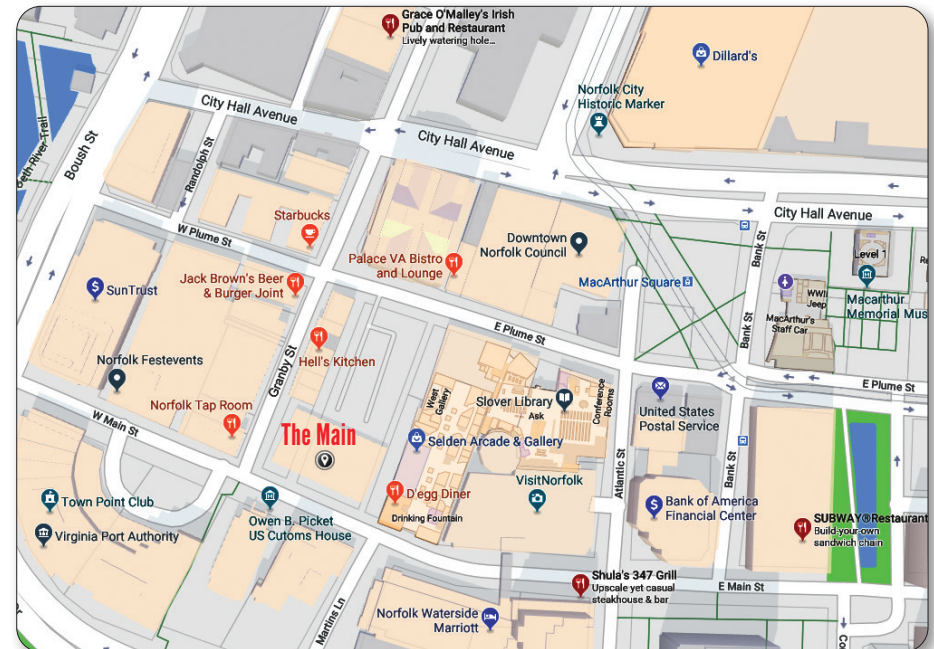 Grace O'Malley's Irish
Pub and Restaurant
Lively watering hole...
Dillard's
Norfolk City
Historic Marker
City Hall Avenue
City Hall Avenue
City Hall Avenue
Boush St
Randolph St
Starbucks
W Plume St
Palace VA Bistro
and Lounge
Downtown
Norfolk Council
MacArthur Square
Bank St
Level 1
WWII
Jeep
MacArthur's
Staff Car
Macarthur
Memorial Mus
SunTrust
Jack Brown's Beer
& Burger Joint
E Plume St
Bank St
E Plume St
Hell's Kitchen
Granby St
Norfolk Festevents
Norfolk Tap Room
W Main St
The Main
West
Gallery
Slover Library
Ask
Conference
Rooms
United States
Postal Service
Selden Arcade & Gallery
VisitNorfolk
Atlantic St
Bank St
D'egg Diner
Drinking Fountain
Bank of America
Financial Center
Town Point Club
Virginia Port Authority
Owen B. Picket
US Cutoms House
SUBWAY®Restaurant
Build-your-own
sandwich chain
Shula's 347 Grill
Upscale yet casual
steakhouse & bar
E Main St
Martins Ln
Norfolk Waterside
Marriott
Co